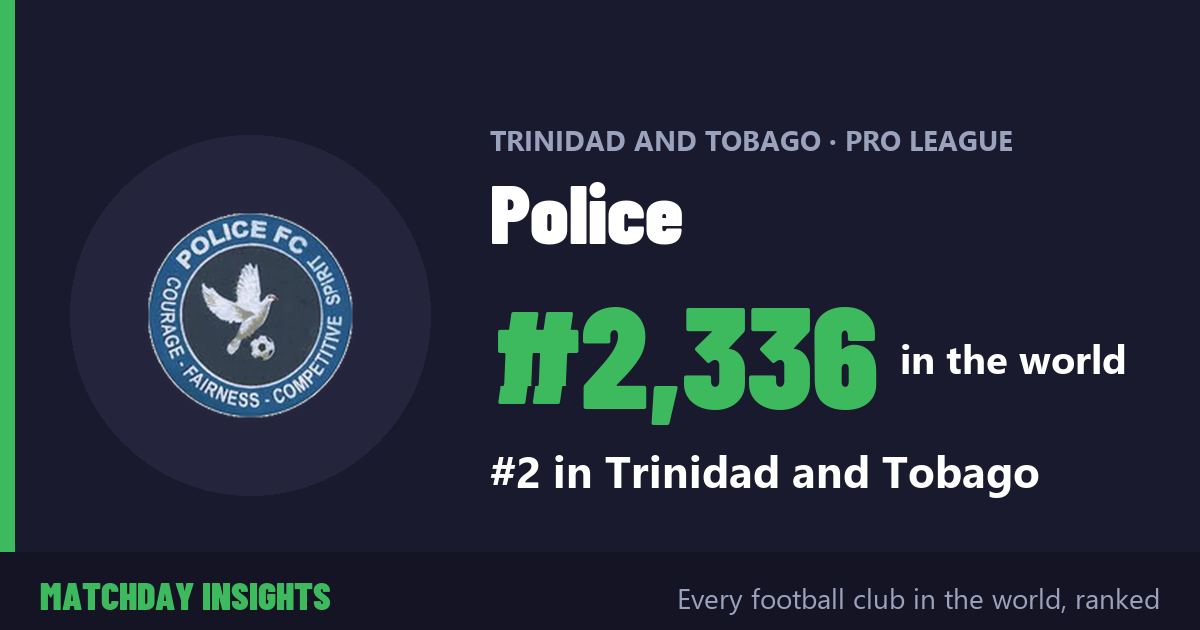 TRINIDAD AND TOBAGO · PRO LEAGUE
Police
#2,336 in the world
#2 in Trinidad and Tobago
POLICE FC
COURAGE - FAIRNESS - COMPETITIVE SPIRIT
MATCHDAY INSIGHTS
Every football club in the world, ranked